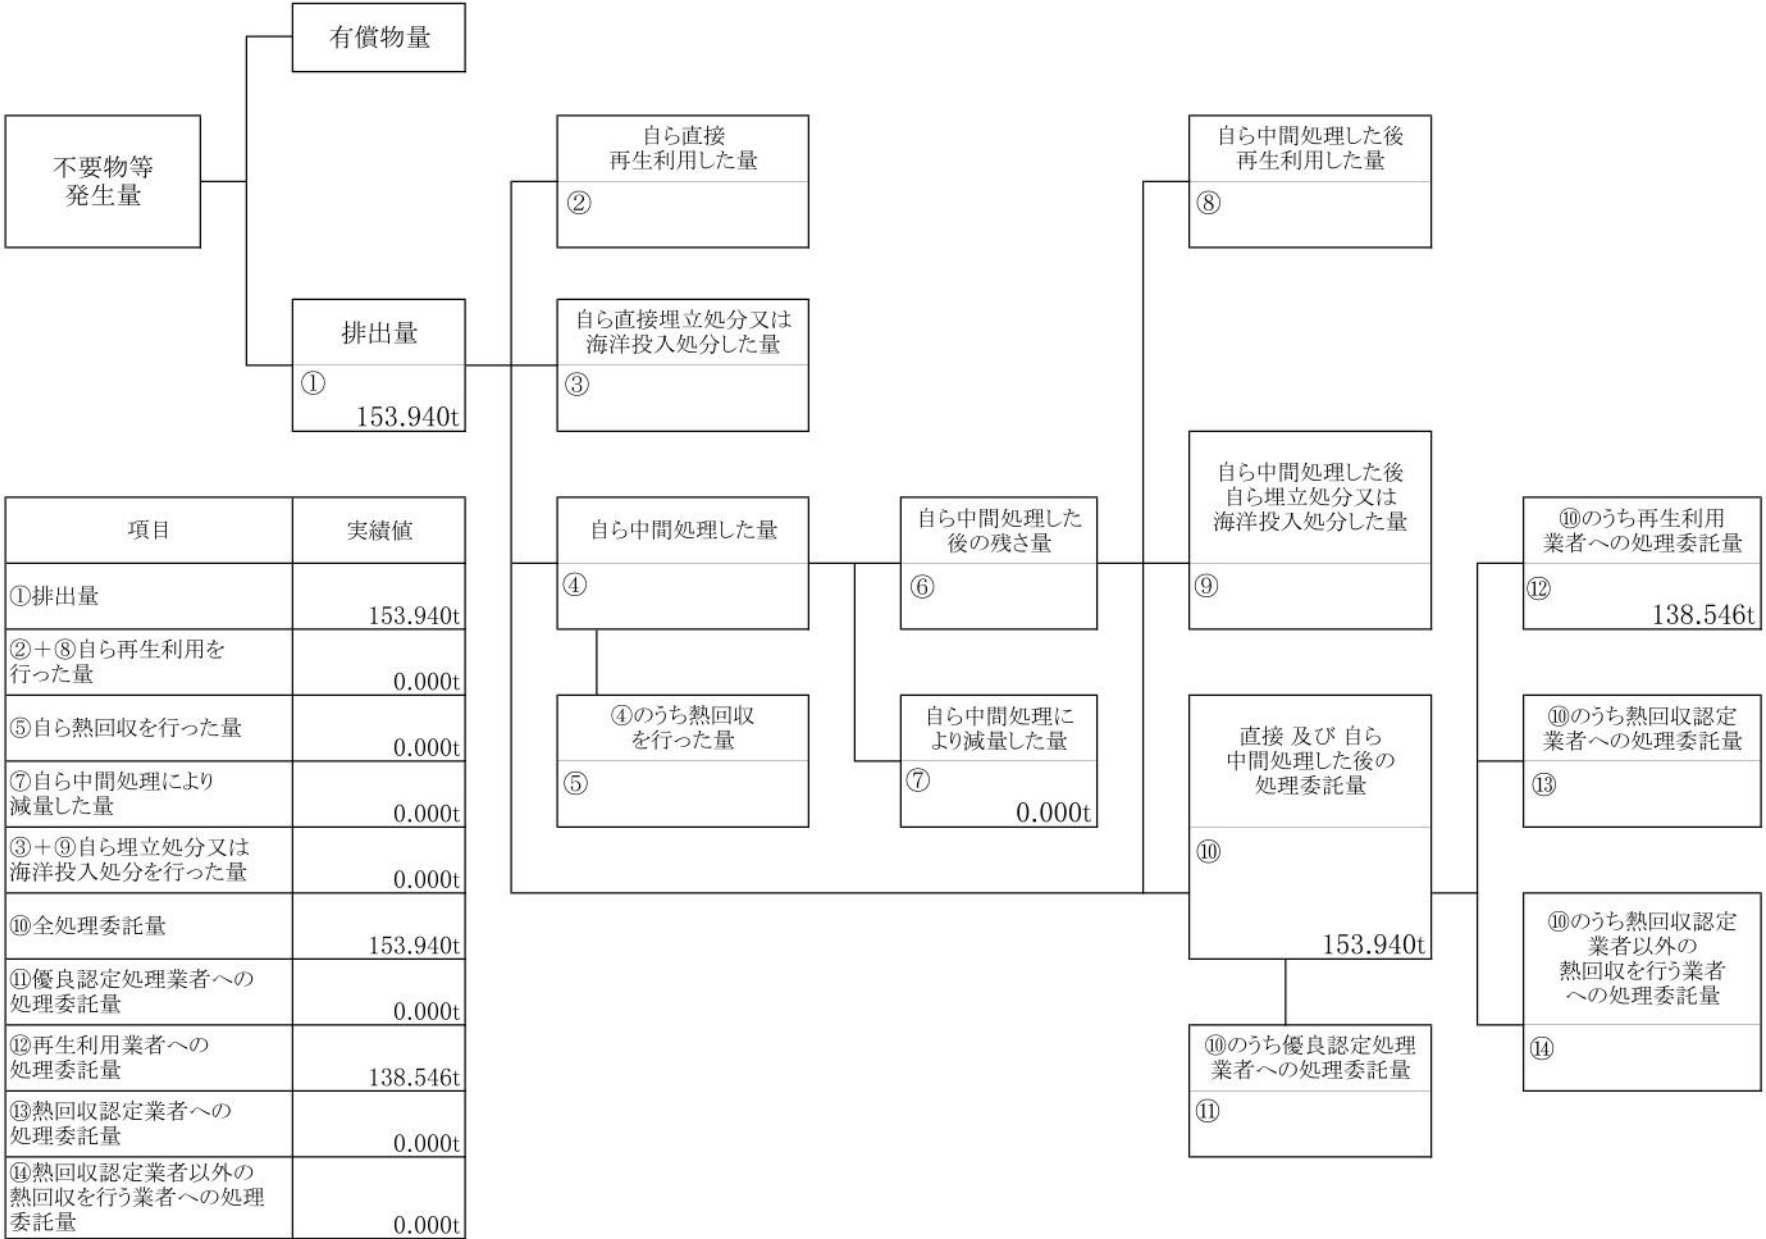 有償物量
不要物等
発生量
自ら直接
再生利用した量
②
自ら中間処理した後
再生利用した量
⑧
排出量
①
153.940t
自ら直接埋立処分又は
海洋投入処分した量
③
自ら中間処理した量
④
自ら中間処理した
後の残さ量
⑥
自ら中間処理した後
自ら埋立処分又は
海洋投入処分した量
⑨
⑩のうち再生利用
業者への処理委託量
⑫
138.546t
④のうち熱回収
を行った量
⑤
自ら中間処理に
より減量した量
⑦
0.000t
直接 及び 自ら
中間処理した後の
処理委託量
⑩
153.940t
⑩のうち熱回収認定
業者への処理委託量
⑬
⑩のうち熱回収認定
業者以外の
熱回収を行う業者
への処理委託量
⑭
⑩のうち優良認定処理
業者への処理委託量
⑪
項目
実績値
①排出量
153.940t
②＋⑧自ら再生利用を
行った量
0.000t
⑤自ら熱回収を行った量
0.000t
⑦自ら中間処理により
減量した量
0.000t
③＋⑨自ら埋立処分又は
海洋投入処分を行った量
0.000t
⑩全処理委託量
153.940t
⑪優良認定処理業者への
処理委託量
0.000t
⑫再生利用業者への
処理委託量
138.546t
⑬熱回収認定業者への
処理委託量
0.000t
⑭熱回収認定業者以外の
熱回収を行う業者への処理
委託量
0.000t